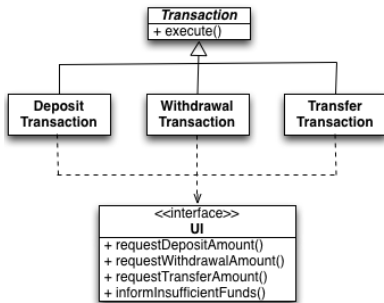 Transaction
+ execute()
Deposit
Transaction
Withdrawal
Transaction
Transfer
Transaction
<<interface>>
UI
+ requestDepositAmount()
+ requestWithdrawalAmount()
+ requestTransferAmount()
+ informInsufficientFunds()